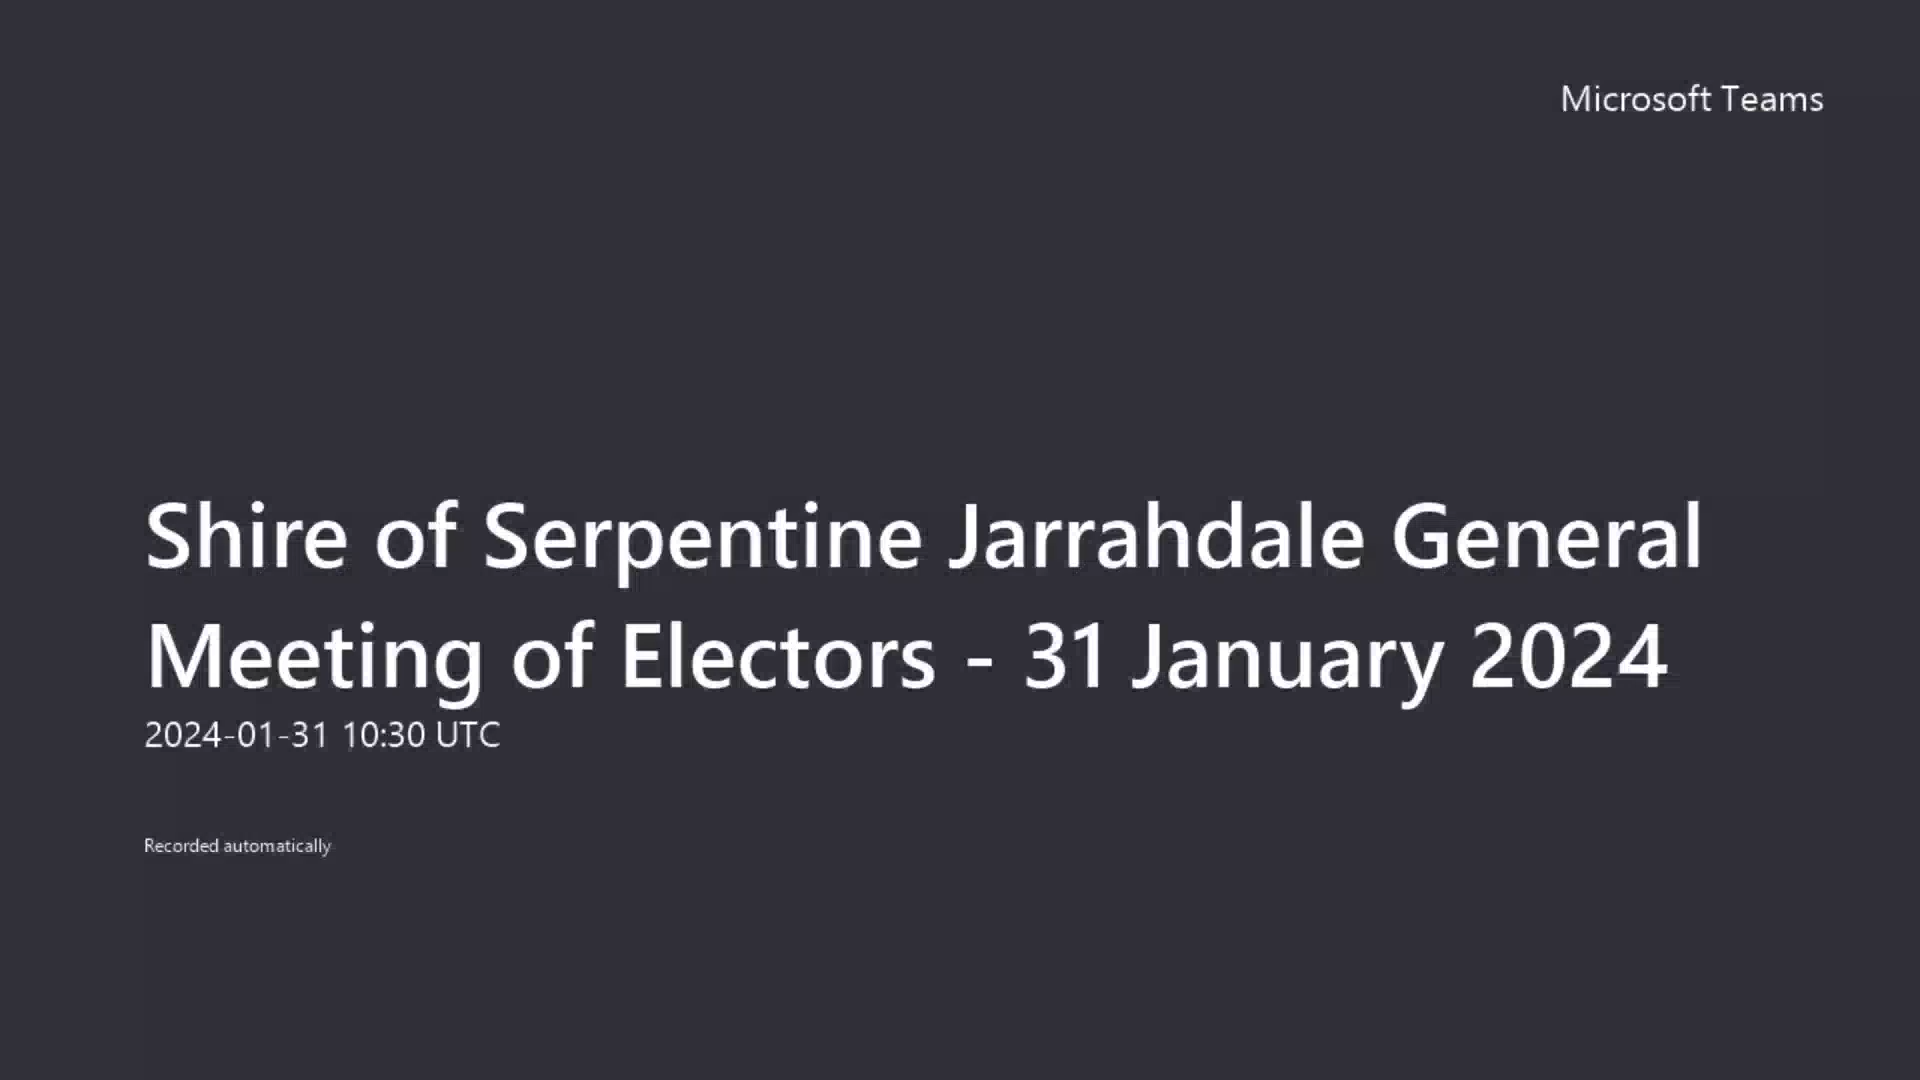 Microsoft Teams
Shire of Serpentine Jarrahdale General
Meeting of Electors - 31 January 2024
2024-01-31 10:30 UTC
Recorded automatically